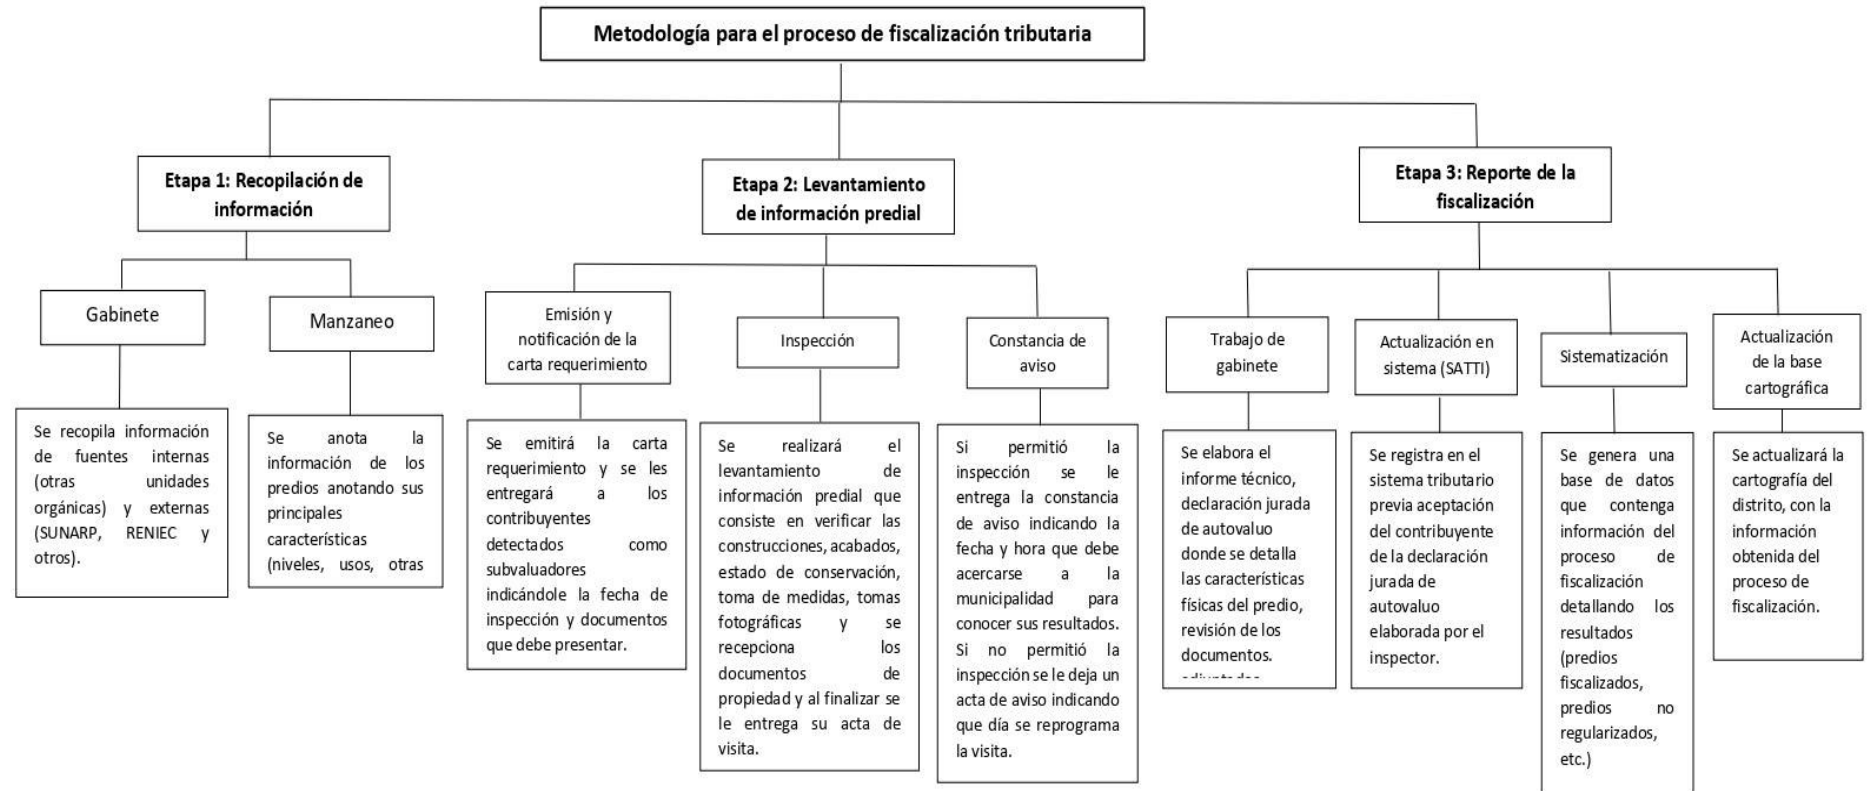 Metodología para el proceso de fiscalización tributaria
Etapa 1: Recopilación de
información
Gabinete
Se recopila información
de fuentes internas
(otras unidades
orgánicas) y externas
(SUNARP, RENIEC y
otros).
Manzaneo
Se anota la
información de los
predios anotando sus
principales
características
(niveles, usos, otras
Etapa 2: Levantamiento
de información predial
Emisión y
notificación de la
carta requerimiento
Se emitirá la carta
requerimiento y se les
entregará a los
contribuyentes
detectados como
subvaluadores
indicándole la fecha de
inspección y documentos
que debe presentar.
Inspección
Se realizará el
levantamiento de
información predial que
consiste en verificar las
construcciones, acabados,
estado de conservación,
toma de medidas, tomas
fotográficas y se
recepciona los
documentos de
propiedad y al finalizar se
le entrega su acta de
visita.
Constancia de
aviso
Si permitió la
inspección se le
entrega la constancia
de aviso indicando la
fecha y hora que debe
acercarse a la
municipalidad para
conocer sus resultados.
Si no permitió la
inspección se le deja un
acta de aviso indicando
que día se reprograma
la visita.
Etapa 3: Reporte de la
fiscalización
Trabajo de
gabinete
Se elabora el
informe técnico,
declaración jurada
de autovaluo
donde se detalla
las características
físicas del predio,
revisión de los
documentos.
Actualización en
sistema (SATTI)
Se registra en el
sistema tributario
previa aceptación
del contribuyente
de la declaración
jurada de
autovaluo
elaborada por el
inspector.
Sistematización
Se genera una
base de datos
que contenga
información del
proceso de
fiscalización
detallando los
resultados
(predios
fiscalizados,
predios no
regularizados,
etc.)
Actualización
de la base
cartográfica
Se actualizará la
cartografía del
distrito, con la
información
obtenida del
proceso de
fiscalización.